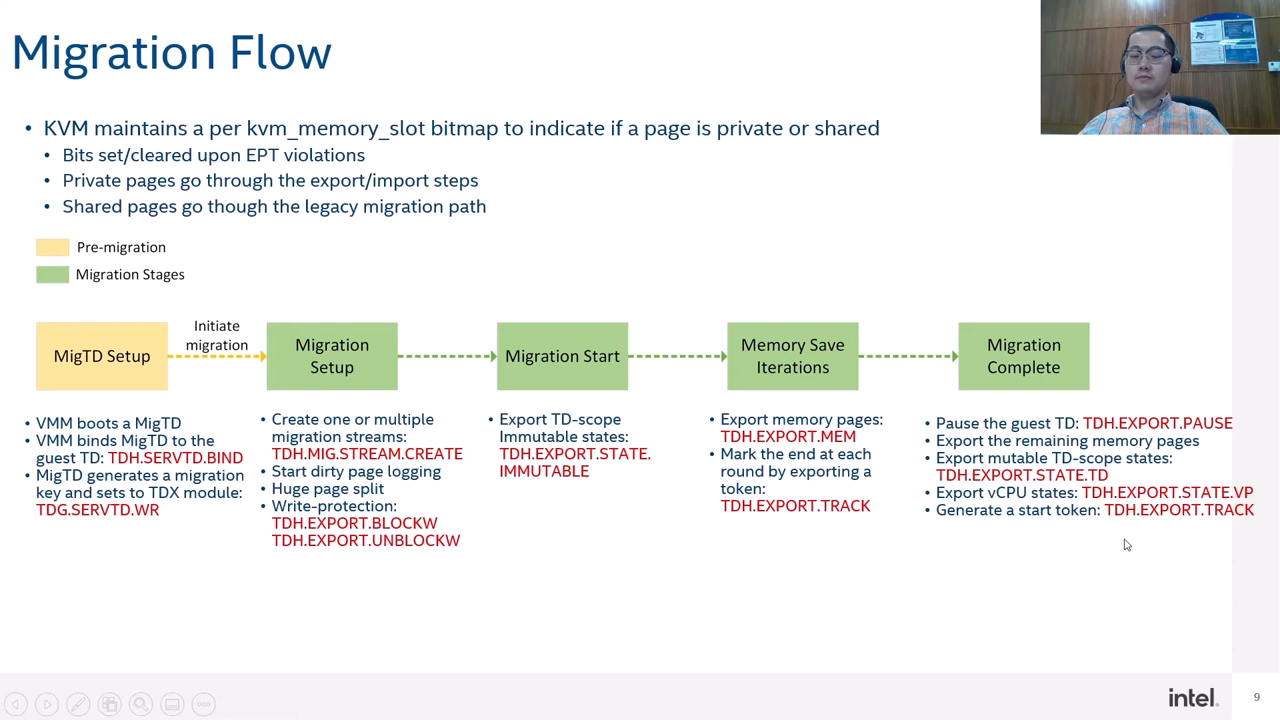 Migration Flow
• KVM maintains a per kvm_memory_slot bitmap to indicate if a page is private or shared
• Bits set/cleared upon EPT violations
• Private pages go through the export/import steps
• Shared pages go though the legacy migration path
Pre-migration
Migration Stages
MigTD Setup
Initiate
migration
Migration
Setup
Migration Start
Memory Save
Iterations
Migration
Complete
• VMM boots a MigTD
• VMM binds MigTD to the
guest TD: TDH.SERVTD.BIND
• MigTD generates a migration
key and sets to TDX module:
TDG.SERVTD.WR
• Create one or multiple
migration streams:
TDH.MIG.STREAM.CREATE
• Start dirty page logging
• Huge page split
• Write-protection:
TDH.EXPORT.BLOCKW
TDH.EXPORT.UNBLOCKW
• Export TD-scope
Immutable states:
TDH.EXPORT.STATE.
IMMUTABLE
• Export memory pages:
TDH.EXPORT.MEM
• Mark the end at each
round by exporting a
token:
TDH.EXPORT.TRACK
• Pause the guest TD: TDH.EXPORT.PAUSE
• Export the remaining memory pages
• Export mutable TD-scope states:
TDH.EXPORT.STATE.TD
• Export vCPU states: TDH.EXPORT.STATE.VP
• Generate a start token: TDH.EXPORT.TRACK
intel.
9